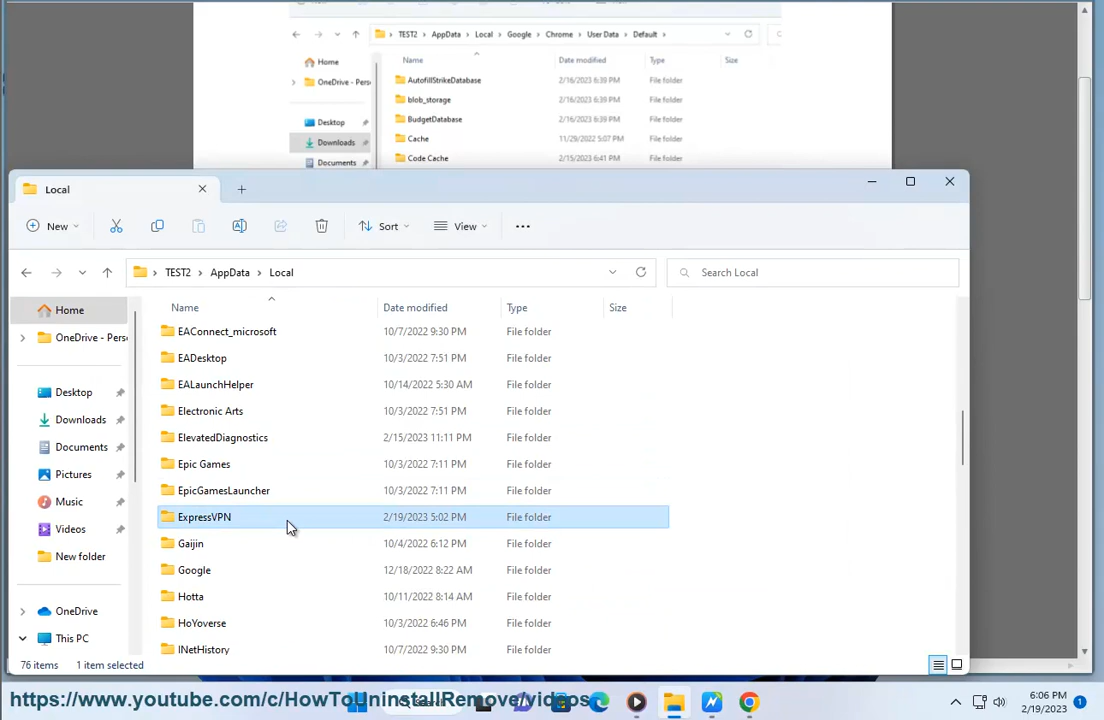 TEST2 AppData Local Google Chrome User Data Default
Name Date modified Type Size
Home
AutofillStrikeDatabase 2/16/2023 6:39 PM File folder
OneDrive - Pers
blob_storage 2/16/2023 6:39 PM File folder
Desktop BudgetDatabase 2/16/2023 6:39 PM File folder
Downloads Cache 11/29/2022 5:07 PM File folder
Documents Code Cache 2/15/2023 6:41 PM File folder
Local
New Sort View
TEST2 AppData Local Search Local
Name Date modified Type Size
Home
EAConnect_microsoft 10/7/2022 9:30 PM File folder
OneDrive - Perso
EADesktop 10/3/2022 7:51 PM File folder
EALaunchHelper 10/14/2022 5:30 AM File folder
Desktop
Electronic Arts 10/3/2022 7:51 PM File folder
Downloads
ElevatedDiagnostics 2/15/2023 11:11 PM File folder
Documents
Epic Games 10/3/2022 7:11 PM File folder
Pictures
EpicGamesLauncher 10/3/2022 7:11 PM File folder
Music
ExpressVPN 2/19/2023 5:02 PM File folder
Videos
Gaijin 10/4/2022 6:12 PM File folder
New folder
Google 12/18/2022 8:22 AM File folder
Hotta 10/11/2022 8:14 AM File folder
OneDrive
HoYoverse 10/3/2022 6:46 PM File folder
This PC
INetHistory 10/7/2022 9:30 PM File folder
76 items 1 item selected
https://www.youtube.com/c/HowToUninstallRemove/videos
6:06 PM
2/19/2023
1